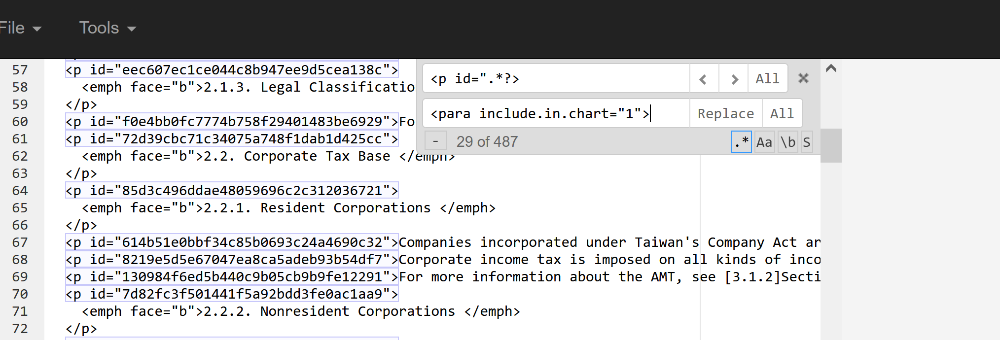 File Tools
57 <p id="eec607ec1ce044c8b947ee9d5cea138c">
58 <emph face="b">2.1.3. Legal Classificatio
59 </p>
60 <p id="f0e4bb0fc7774b758f29401483be6929">Fo
61 <p id="72d39cbc71c34075a748f1dab1d425cc">
62 <emph face="b">2.2. Corporate Tax Base </emph>
63 </p>
64 <p id="85d3c496ddae48059696c2c312036721">
65 <emph face="b">2.2.1. Resident Corporations </emph>
66 </p>
67 <p id="614b51e0bbf34c85b0693c24a4690c32">Companies incorporated under Taiwan's Company Act ar
68 <p id="8219e5d5e67047ea8ca5adeb93b54df7">Corporate income tax is imposed on all kinds of inco
69 <p id="130984f6ed5b440c9b05cb9b9fe12291">For more information about the AMT, see [3.1.2]Secti
70 <p id="7d82fc3f501441f5a92bdd3fe0ac1aa9">
71 <emph face="b">2.2.2. Nonresident Corporations </emph>
72 </p>
<p id=".*?> All
<para include.in.chart="1"> Replace All
- 29 of 487 .* Aa \b S